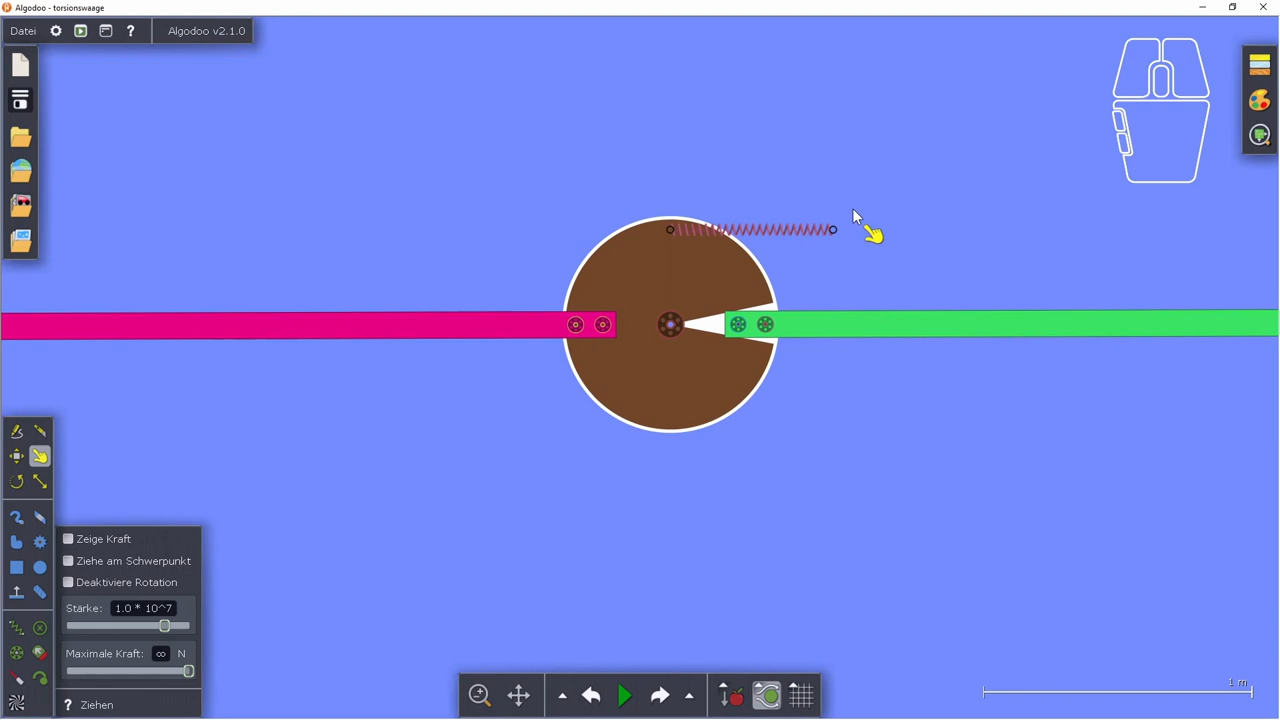 Algodoo - torsionswaage
Datei
?
Algodoo v2.1.0
Zeige Kraft
Ziehe am Schwerpunkt
Deaktiviere Rotation
Stärke: 1.0 * 10^7
Maximale Kraft: ∞ N
? Ziehen
1 m